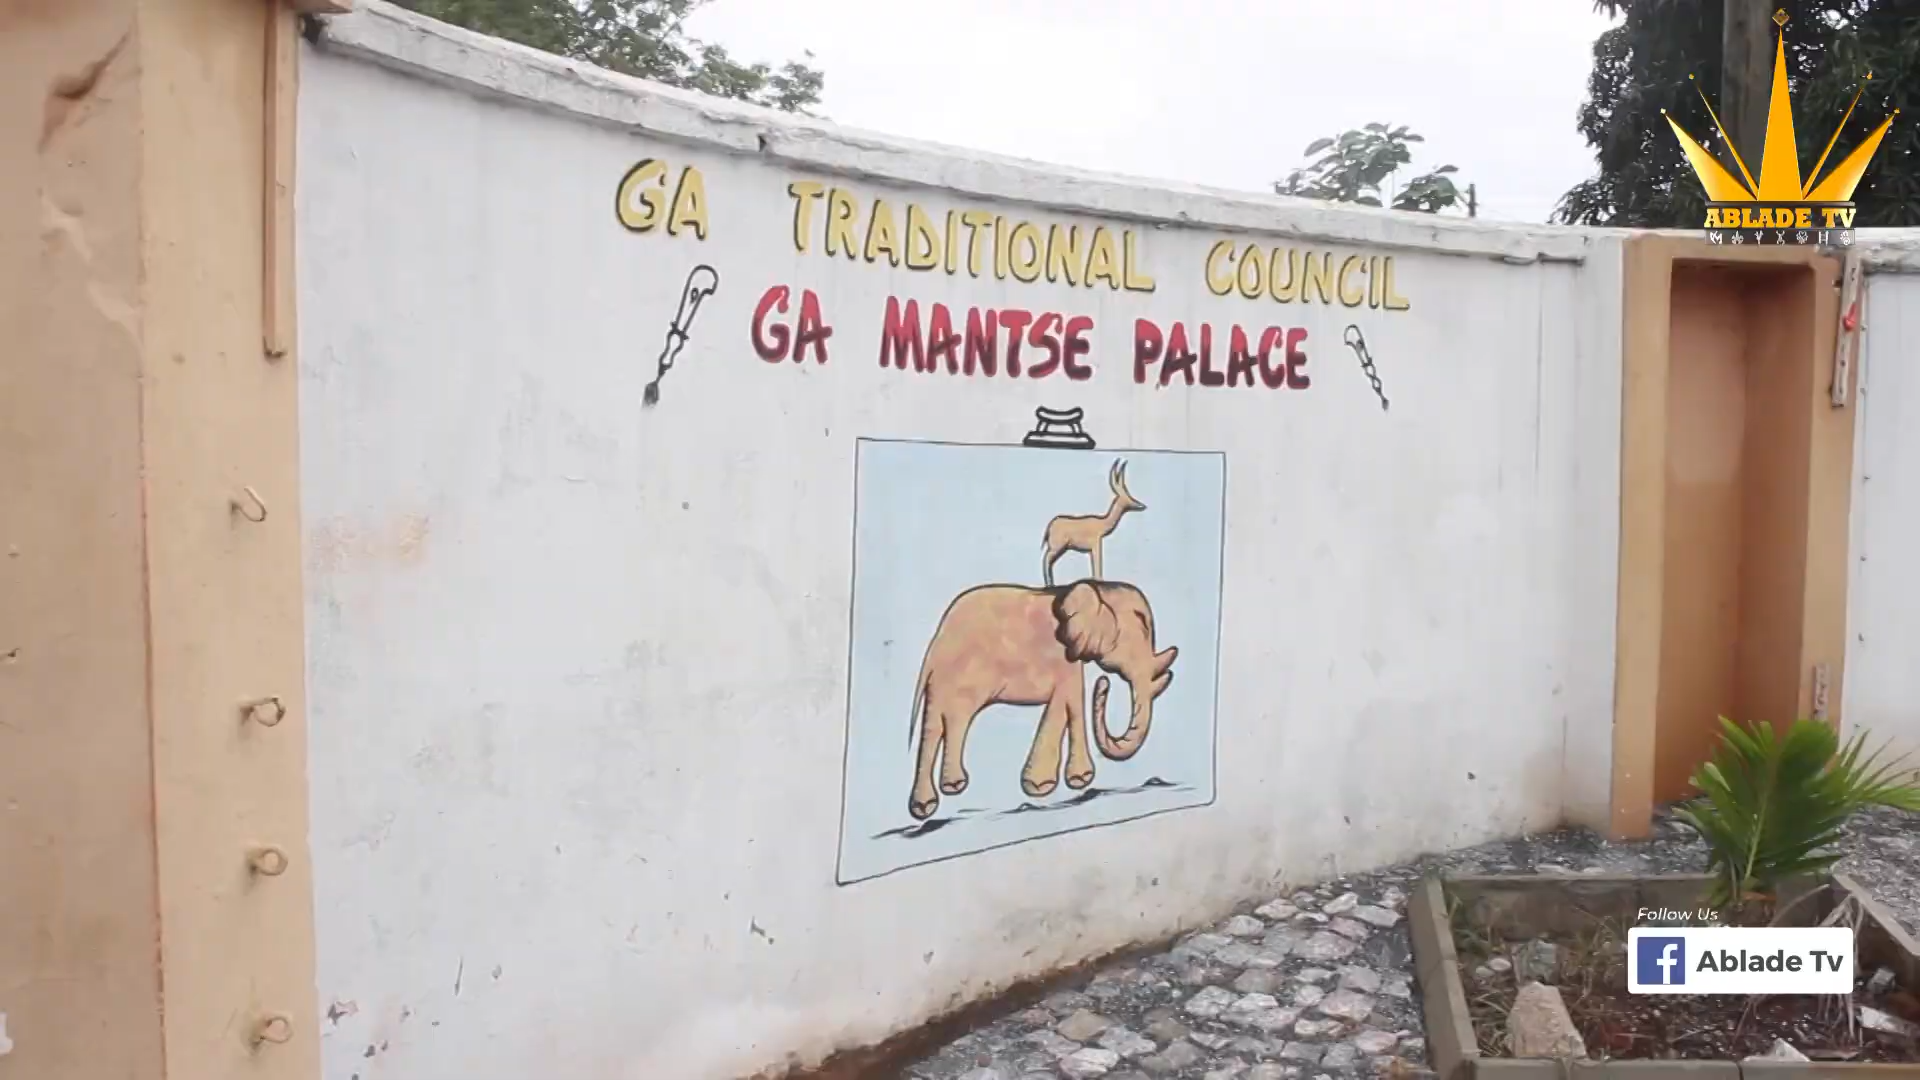 GA TRADITIONAL COUNCIL
GA MANTSE PALACE
ABLADE TV
Follow Us
f Ablade Tv